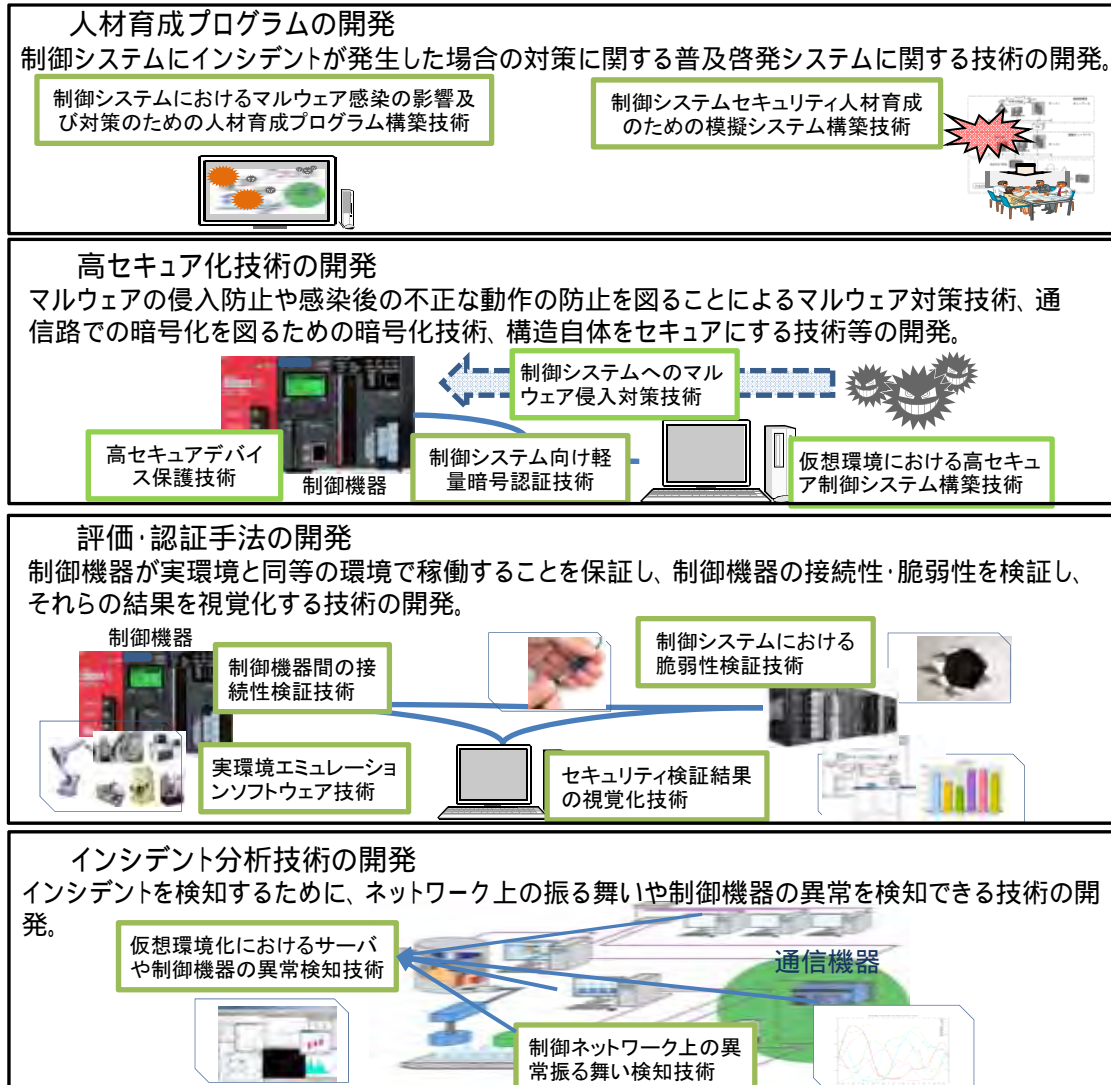 人材育成プログラムの開発
制御システムにインシデントが発生した場合の対策に関する普及啓発システムに関する技術の開発。
制御システムにおけるマルウェア感染の影響及
び対策のための人材育成プログラム構築技術
制御システムセキュリティ人材育成
のための模擬システム構築技術
高セキュア化技術の開発
マルウェアの侵入防止や感染後の不正な動作の防止を図ることによるマルウェア対策技術、通
信路での暗号化を図るための暗号化技術、構造自体をセキュアにする技術等の開発。
制御システムへのマル
ウェア侵入対策技術
高セキュアデバイ
ス保護技術
制御機器
制御システム向け軽
量暗号認証技術
仮想環境における高セキュ
ア制御システム構築技術
評価・認証手法の開発
制御機器が実環境と同等の環境で稼働することを保証し、制御機器の接続性・脆弱性を検証し、
それらの結果を視覚化する技術の開発。
制御機器
制御機器間の接
続性検証技術
制御システムにおける
脆弱性検証技術
実環境エミュレーショ
ンソフトウェア技術
セキュリティ検証結果
の視覚化技術
インシデント分析技術の開発
インシデントを検知するために、ネットワーク上の振る舞いや制御機器の異常を検知できる技術の開
発。
仮想環境化におけるサーバ
や制御機器の異常検知技術
通信機器
制御ネットワーク上の異
常振る舞い検知技術